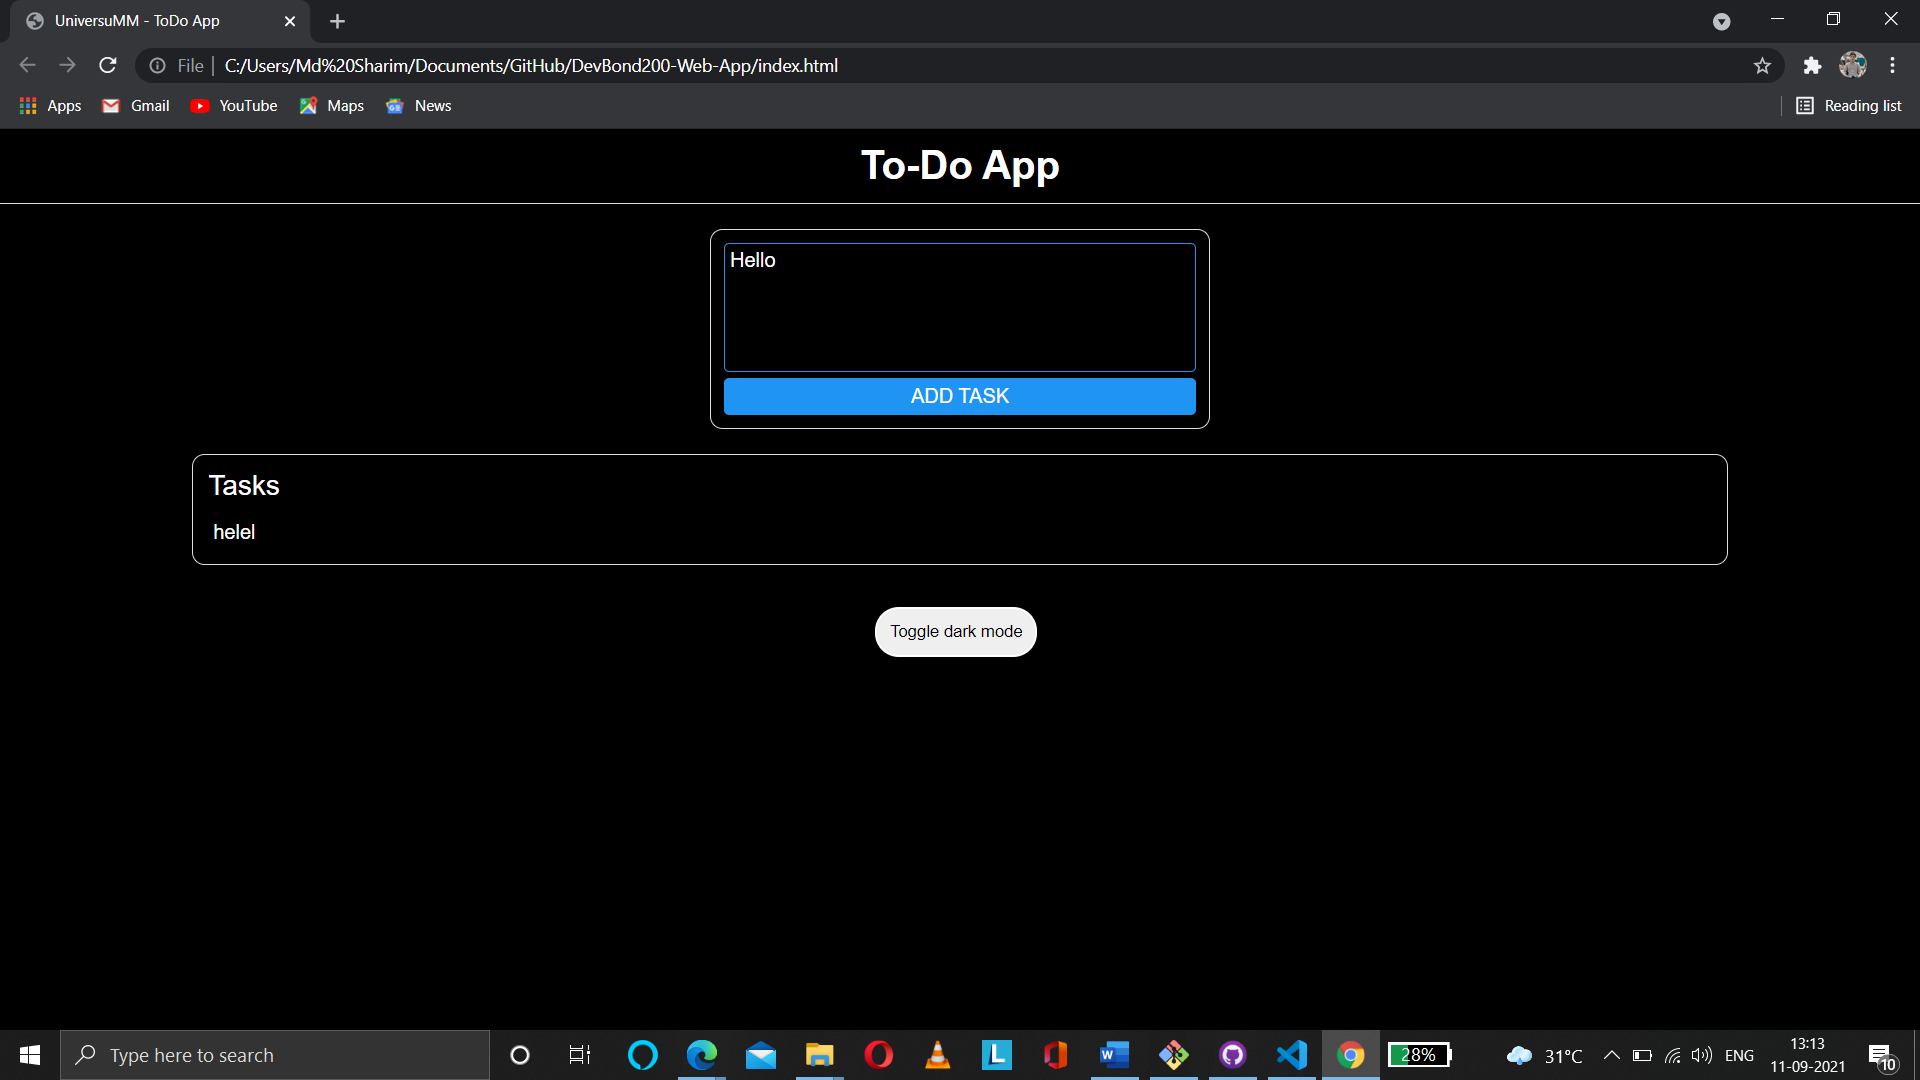 UniversuMM - ToDo App
File | C:/Users/Md%20Sharim/Documents/GitHub/DevBond200-Web-App/index.html
Apps Gmail YouTube Maps News Reading list
To-Do App
Hello
ADD TASK
Tasks
helel
Toggle dark mode
Type here to search
28%
31°C
ENG
13:13
11-09-2021
10